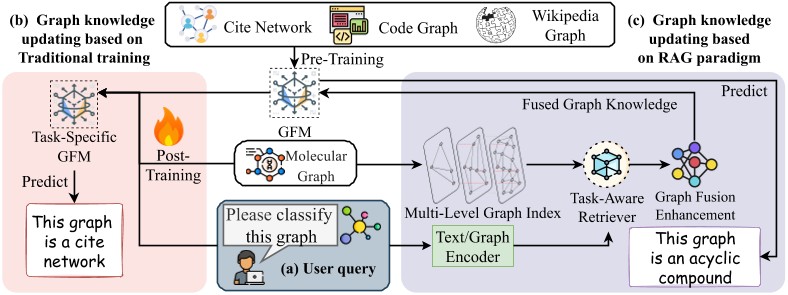 (b) Graph knowledge
updating based on
Traditional training
Cite Network
Code Graph
Wikipedia
Graph
(c) Graph knowledge
updating based
on RAG paradigm
Pre-Training
GFM
Predict
Fused Graph Knowledge
Task-Specific
GFM
Post-
Training
Molecular
Graph
Predict
This graph
is a cite
network
Please classify
this graph
(a) User query
Multi-Level Graph Index
Text/Graph
Encoder
Task-Aware
Retriever
Graph Fusion
Enhancement
This graph
is an acyclic
compound